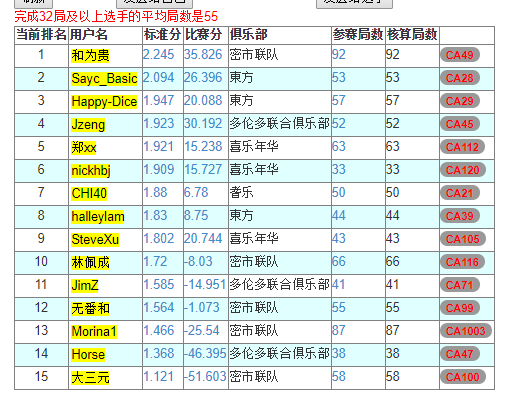 完成32局及以上选手的平均局数是55
当前排名 用户名 标准分 比赛分 俱乐部 参赛局数 核算局数
1 和为贵 2.245 35.826 密市联队 92 92 CA49
2 Sayc_Basic 2.094 26.396 東方 53 53 CA28
3 Happy-Dice 1.947 20.088 東方 57 57 CA29
4 Jzeng 1.923 30.192 多伦多联合俱乐部 52 52 CA45
5 郑xx 1.921 15.238 喜乐年华 63 63 CA112
6 nickhbj 1.909 15.727 喜乐年华 33 33 CA120
7 CHI40 1.88 6.78 耆乐 50 50 CA21
8 halleylam 1.83 8.75 東方 44 44 CA39
9 SteveXu 1.802 20.744 喜乐年华 43 43 CA105
10 林佩成 1.72 -8.03 密市联队 66 66 CA118
11 JimZ 1.585 -14.951 多伦多联合俱乐部 41 41 CA71
12 无番和 1.564 -1.073 密市联队 55 55 CA99
13 Morina1 1.466 -25.54 密市联队 87 87 CA1003
14 Horse 1.368 -46.395 多伦多联合俱乐部 38 38 CA47
15 大三元 1.121 -51.603 密市联队 58 58 CA100